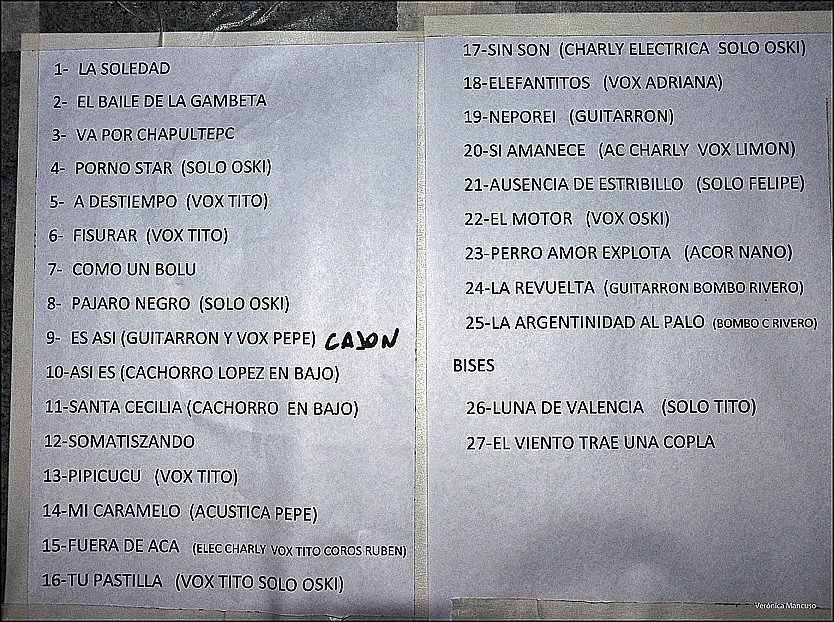 1- LA SOLEDAD
2- EL BAILE DE LA GAMBETA
3- VA POR CHAPULTEPC
4- PORNO STAR (SOLO OSKI)
5- A DESTIEMPO (VOX TITO)
6- FISURAR (VOX TITO)
7- COMO UN BOLU
8- PAJARO NEGRO (SOLO OSKI)
9- ES ASI (GUITARRON Y VOX PEPE) CAJON
10-ASI ES (CACHORRO LOPEZ EN BAJO)
11-SANTA CECILIA (CACHORRO EN BAJO)
12-SOMATISZANDO
13-PIPICUCU (VOX TITO)
14-MI CARAMELO (ACUSTICA PEPE)
15-FUERA DE ACA (ELEC CHARLY VOX TITO COROS RUBEN)
16-TU PASTILLA (VOX TITO SOLO OSKI)
17-SIN SON (CHARLY ELECTRICA SOLO OSKI)
18-ELEFANTITOS (VOX ADRIANA)
19-NEPOREI (GUITARRON)
20-SI AMANECE (AC CHARLY VOX LIMON)
21-AUSENCIA DE ESTRIBILLO (SOLO FELIPE)
22-EL MOTOR (VOX OSKI)
23-PERRO AMOR EXPLOTA (ACOR NANO)
24-LA REVUELTA (GUITARRON BOMBO RIVERO)
25-LA ARGENTINIDAD AL PALO (BOMBO C RIVERO)
BISES
26-LUNA DE VALENCIA (SOLO TITO)
27-EL VIENTO TRAE UNA COPLA
Verónica Mancuso